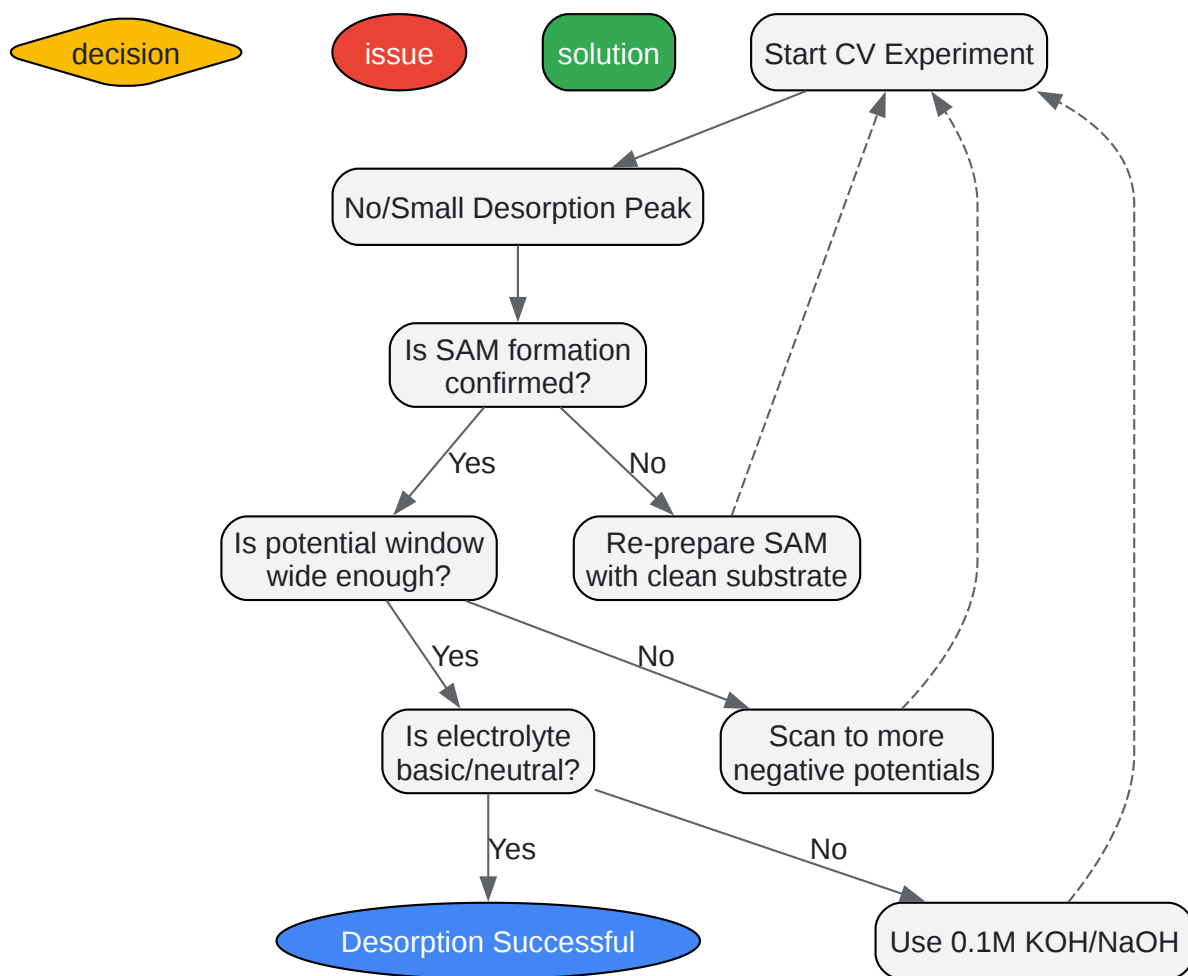 decision
issue
solution
Start CV Experiment
No/Small Desorption Peak
Is SAM formation
confirmed?
Yes
No
Is potential window
wide enough?
Re-prepare SAM
with clean substrate
Yes
No
Is electrolyte
basic/neutral?
Scan to more
negative potentials
Yes
No
Desorption Successful
Use 0.1M KOH/NaOH